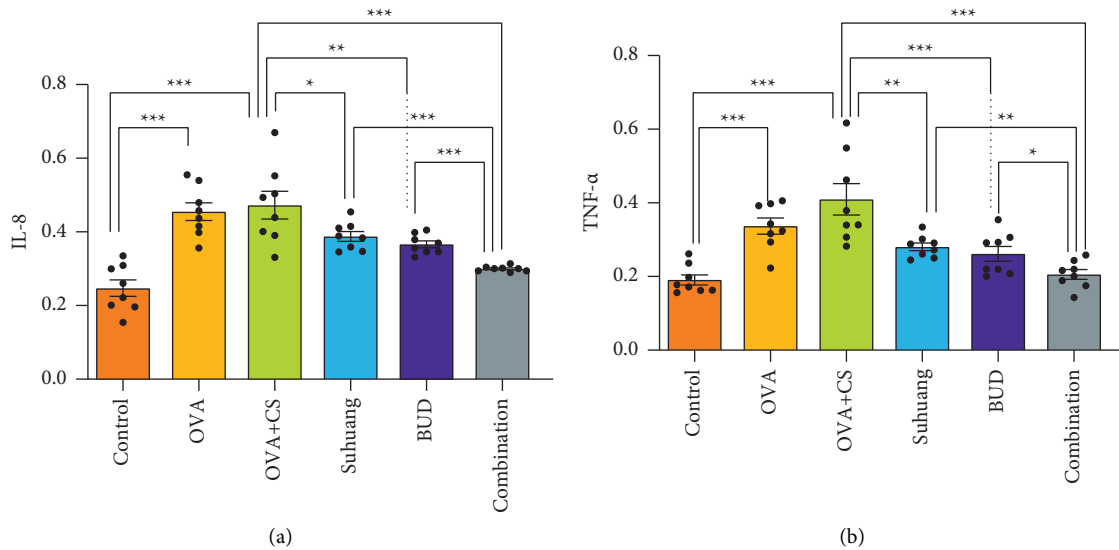 ***
**
***
*
***
***
***
0.8
0.6
0.4
0.2
0.0
IL-8
Control
OVA
OVA+CS
Suhuang
BUD
Combination
(a)
***
***
***
**
***
**
*
0.8
0.6
0.4
0.2
0.0
TNF-α
Control
OVA
OVA+CS
Suhuang
BUD
Combination
(b)